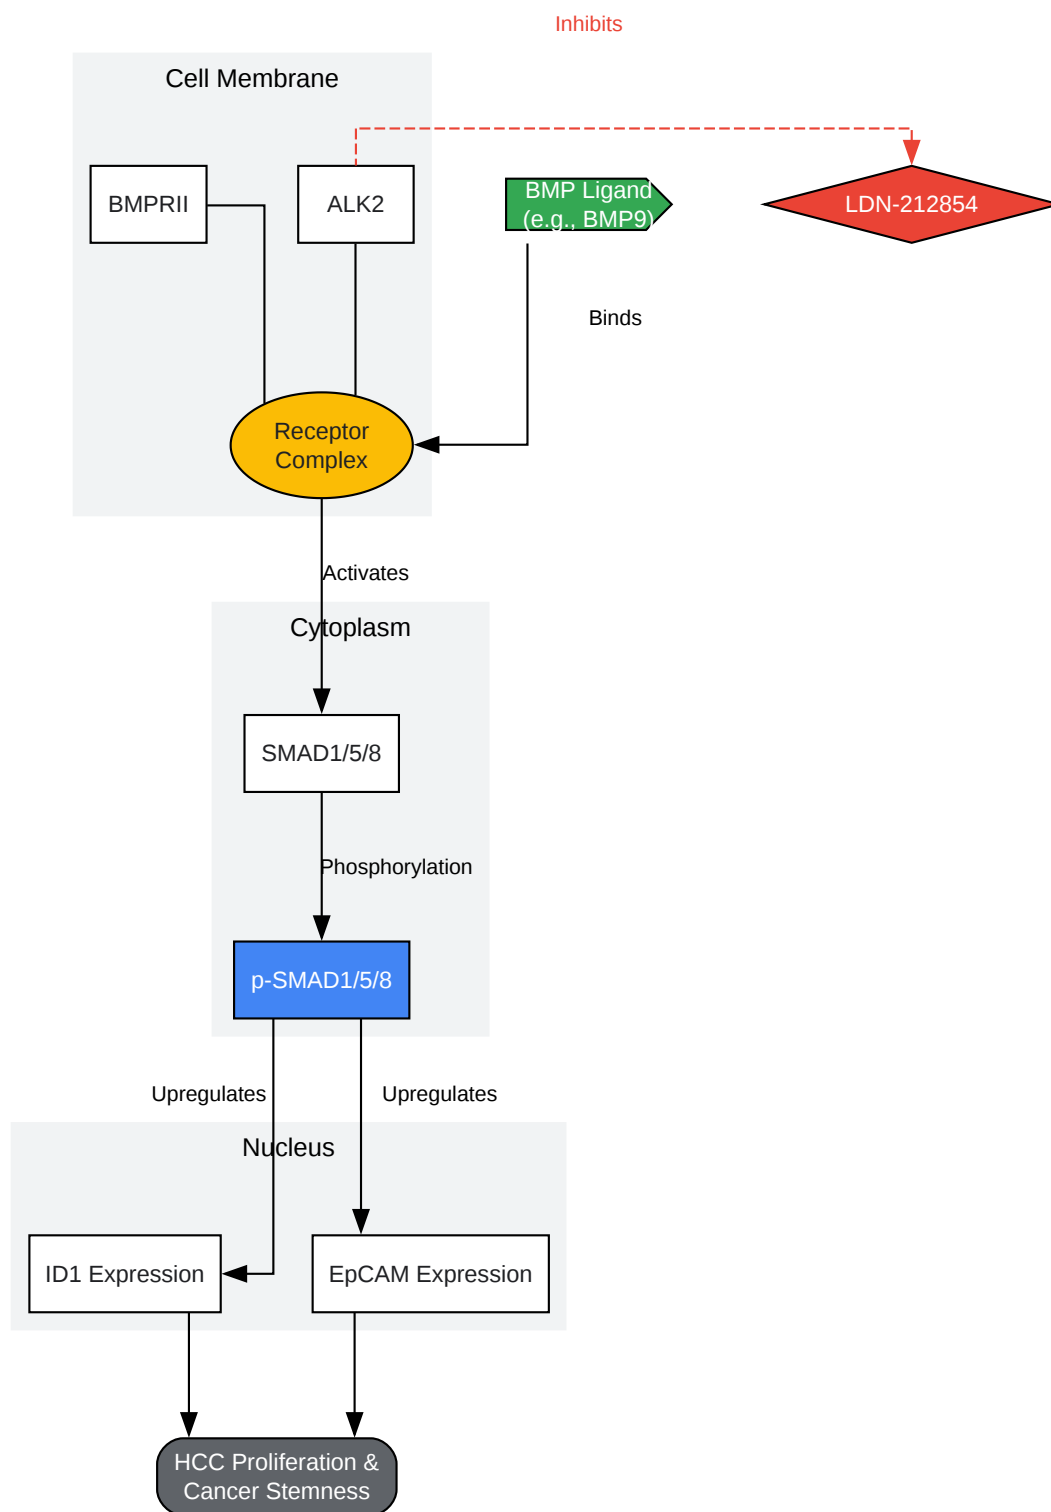 Inhibits
Cell Membrane
BMPRII
ALK2
BMP Ligand
(e.g., BMP9)
LDN-212854
Binds
Receptor
Complex
Activates
Cytoplasm
SMAD1/5/8
Phosphorylation
p-SMAD1/5/8
Upregulates
Upregulates
Nucleus
ID1 Expression
EpCAM Expression
HCC Proliferation &
Cancer Stemness